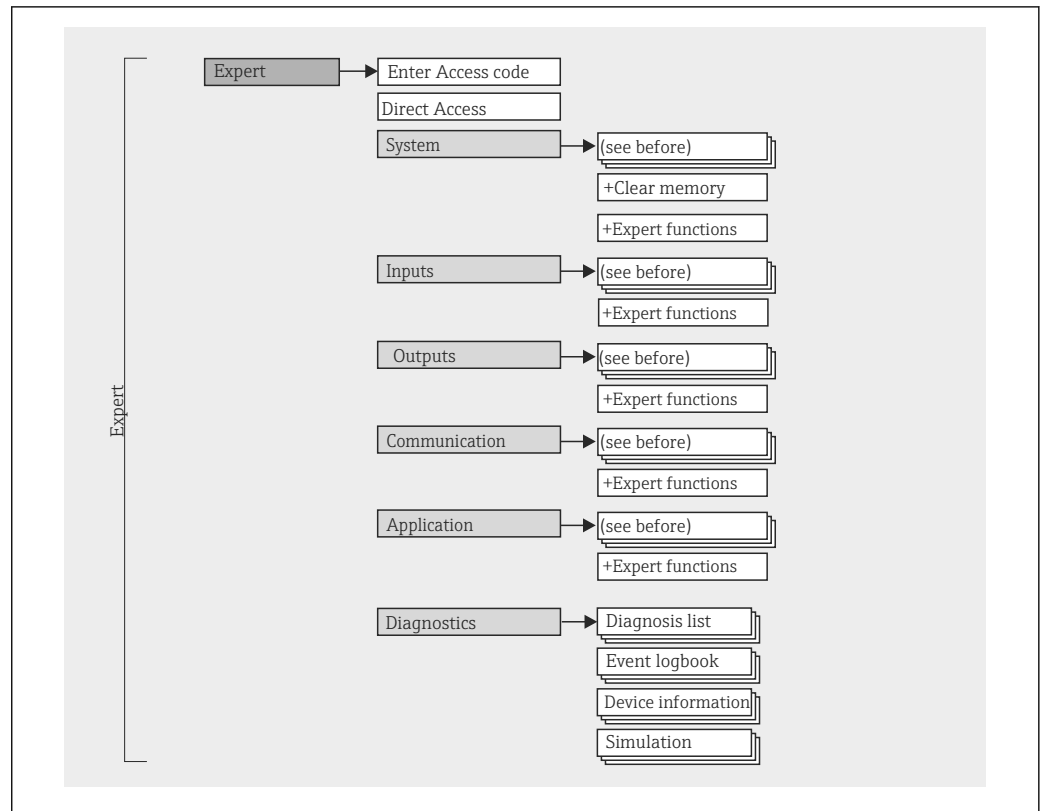 Expert
Expert
Enter Access code
Direct Access
System
(see before)
+Clear memory
+Expert functions
Inputs
(see before)
+Expert functions
Outputs
(see before)
+Expert functions
Communication
(see before)
+Expert functions
Application
(see before)
+Expert functions
Diagnostics
Diagnosis list
Event logbook
Device information
Simulation